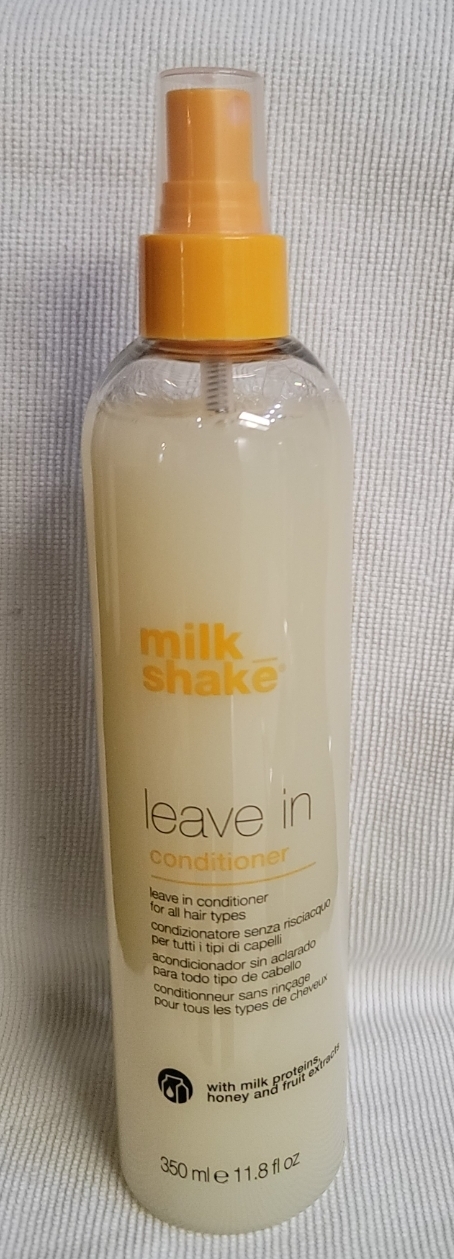 milk_
shake®
leave in
conditioner
leave in conditioner
for all hair types
condizionatore senza risciacquo
per tutti i tipi di capelli
acondicionador sin aclarado
para todo tipo de cabello
conditionneur sans rinçage
pour tous les types de cheveux
with milk proteins,
honey and fruit extracts
350 ml e 11.8 fl oz